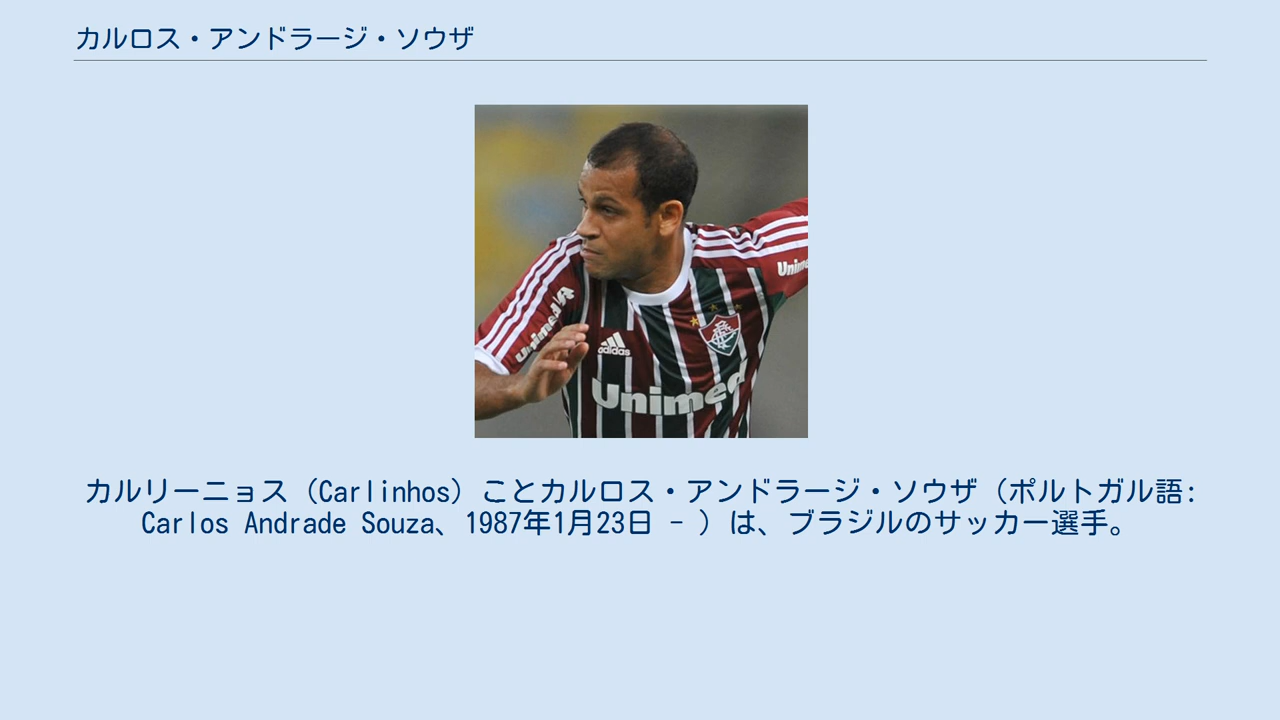 カルロス・アンドラージ・ソウザ
Unimed
Unimed
adidas
Unimed
カルリーニョス（Carlinhos）ことカルロス・アンドラージ・ソウザ（ポルトガル語:
Carlos Andrade Souza、1987年1月23日 - ）は、ブラジルのサッカー選手。